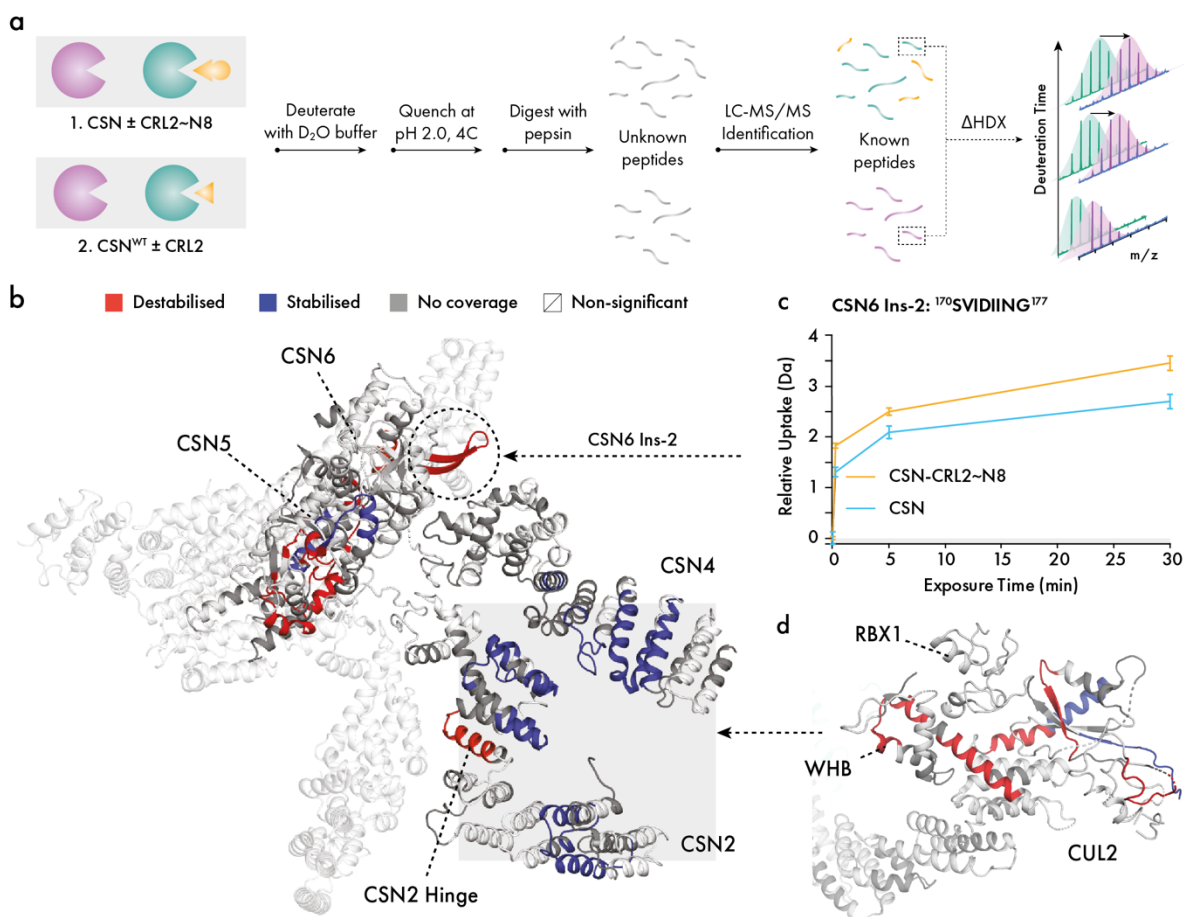 a
1. CSN ± CRL2~N8
2. CSNᵂᵀ ± CRL2
Deuterate
with D₂O buffer
Quench at
pH 2.0, 4C
Digest with
pepsin
Unknown
peptides
LC-MS/MS
Identification
Known
peptides
ΔHDX
Deuteration Time
m/z
b
Destabilised
Stabilised
No coverage
Non-significant
CSN6
CSN5
CSN6 Ins-2
CSN4
CSN2
CSN2 Hinge
c
CSN6 Ins-2: ¹⁷⁰SVIDIING¹⁷⁷
Relative Uptake (Da)
4
3
2
1
0
CSN-CRL2~N8
CSN
0
5
10
15
20
25
30
Exposure Time (min)
d
RBX1
WHB
CUL2